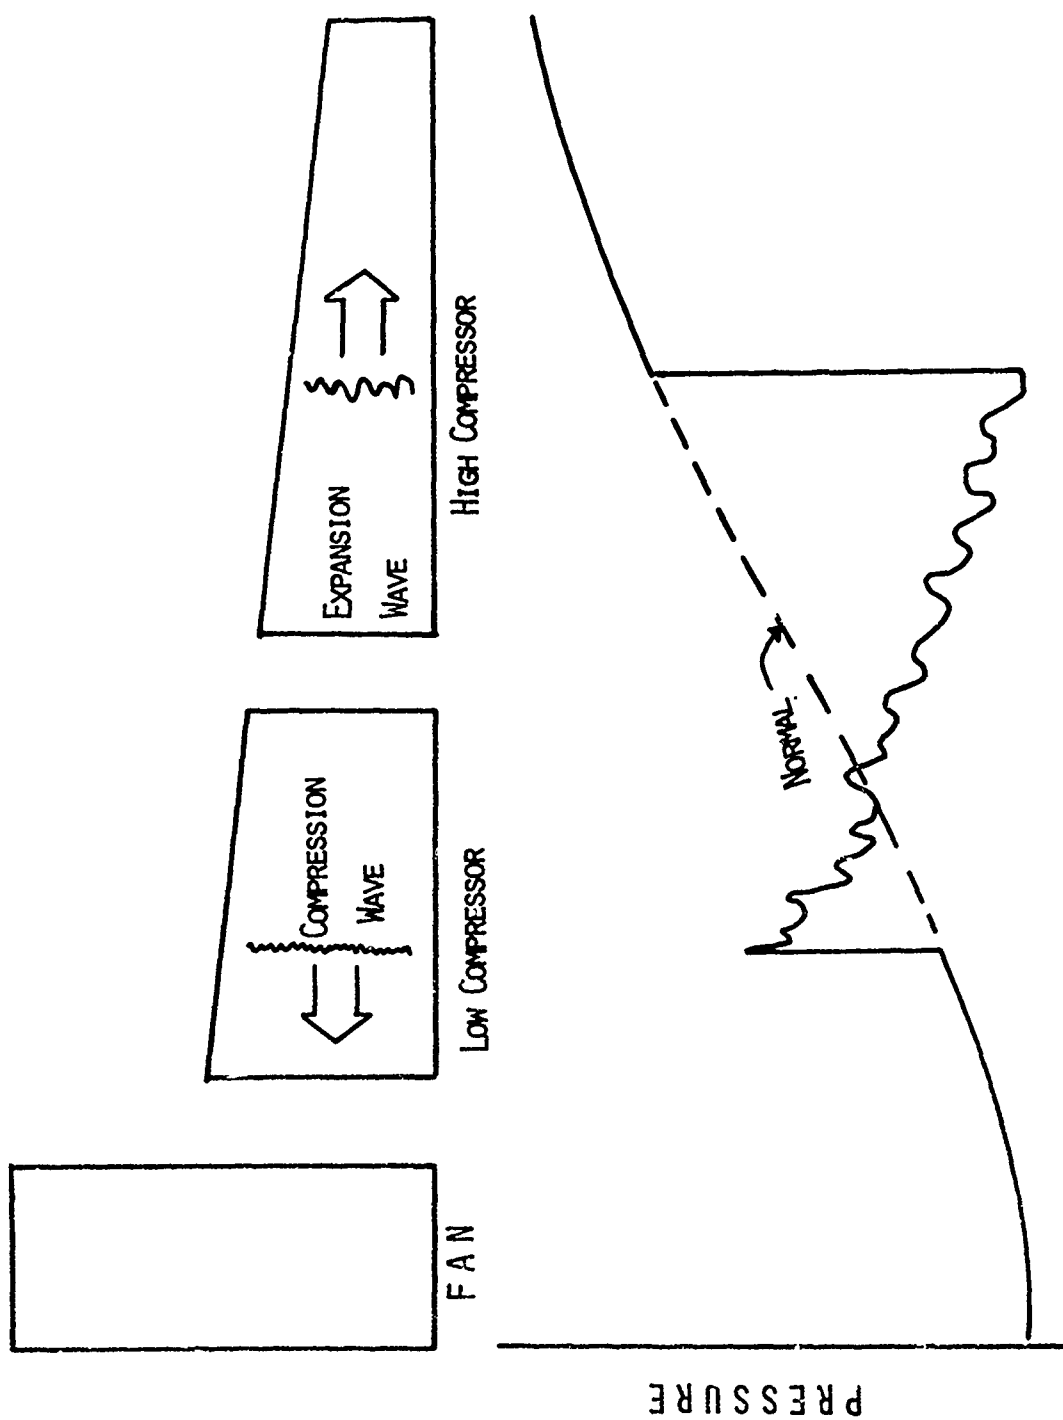 EXPANSION
WAVE
HIGH COMPRESSOR
COMPRESSION
WAVE
LOW COMPRESSOR
FAN
NORMAL
PRESSURE